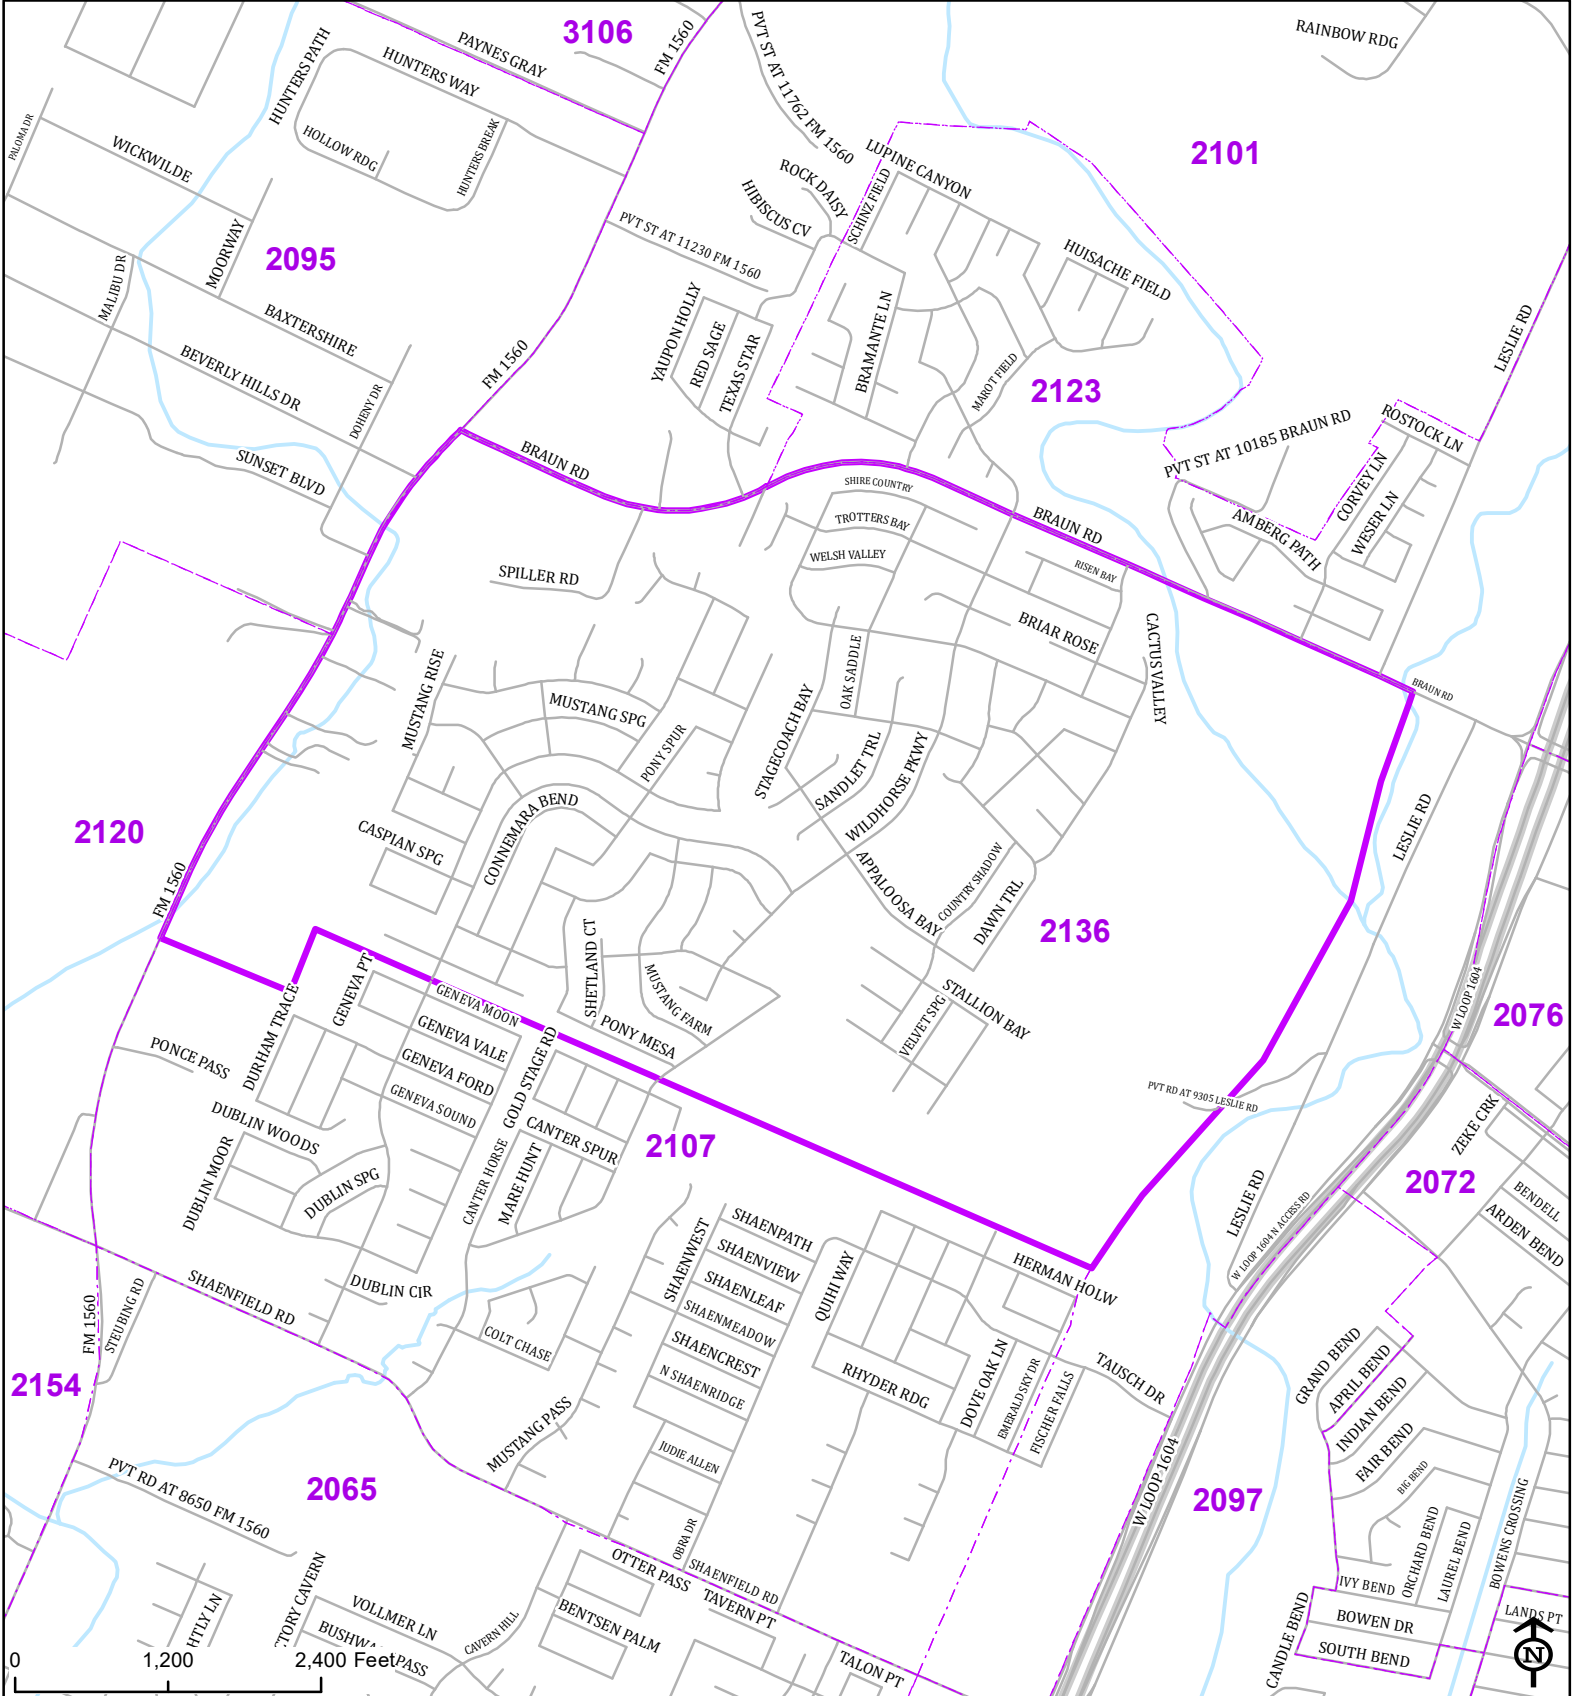 3106
FM 1560
PAYNES GRAY
HUNTERS PATH
HUNTERS WAY
PVT ST AT 11762 FM 1560
RAINBOW RDG
PALOMA DR
WICKWILDE
HOLLOW RDG
HUNTERS BREAK
2101
LUPINE CANYON
ROCK DAISY
HIBISCUS CV
SCHINZ FIELD
PVT ST AT 11230 FM 1560
HUISACHE FIELD
MOORWAY
2095
MALIBU DR
BAXTERSHIRE
BEVERLY HILLS DR
DOHENY DR
FM 1560
YAUPON HOLLY
RED SAGE
TEXAS STAR
BRAMANTE LN
MAROT FIELD
2123
LESLIE RD
ROSTOCK LN
PVT ST AT 10185 BRAUN RD
CORVEY LN
WESER LN
AMBERG PATH
SUNSET BLVD
BRAUN RD
SHIRE COUNTRY
TROTTERS BAY
WELSH VALLEY
BRAUN RD
RISEN BAY
SPILLER RD
BRIAR ROSE
CACTUS VALLEY
OAK SADDLE
BRAUN RD
MUSTANG RISE
MUSTANG SPG
PONY SPUR
STAGECOACH BAY
SANDLET TRL
WILDHORSE PKWY
CONNEMARA BEND
CASPIAN SPG
2120
FM 1560
LESLIE RD
APPALOOSA BAY
COUNTRY SHADOW
DAWN TRL
2136
SHETLAND CT
MUSTANG FARM
PONY MESA
STALLION BAY
VELVET SPG
GENEVA PT
GENEVA MOON
GENEVA VALE
GENEVA FORD
GENEVA SOUND
DURHAM TRACE
GOLD STAGE RD
PONCE PASS
W LOOP 1604
2076
PVT RD AT 9305 LESLIE RD
ZEKE CRK
2072
BENDELL
ARDEN BEND
DUBLIN WOODS
DUBLIN MOOR
DUBLIN SPG
CANTER HORSE
CANTER SPUR
MARE HUNT
2107
LESLIE RD
W LOOP 1604 N ACCESS RD
SHAENWEST
SHAENPATH
SHAENVIEW
SHAENLEAF
SHAENMEADOW
SHAENCREST
N SHAENRIDGE
QUIHI WAY
HERMAN HOLW
DUBLIN CIR
SHAENFIELD RD
STEUBING RD
FM 1560
COLT CHASE
2154
RHYDER RDG
DOVE OAK LN
EMERALD SKY DR
FISCHER FALLS
TAUSCH DR
GRAND BEND
APRIL BEND
INDIAN BEND
FAIR BEND
BIG BEND
MUSTANG PASS
JUDIE ALLEN
OBRA DR
2065
PVT RD AT 8650 FM 1560
W LOOP 1604
2097
ORCHARD BEND
LAUREL BEND
BOWENS CROSSING
IVY BEND
BOWEN DR
SOUTH BEND
CANDLE BEND
LANDS PT
OTTER PASS
SHAENFIELD RD
TAVERN PT
TALON PT
BENTSEN PALM
CAVERN HILL
VOLLMER LN
BUSHWA PASS
CTORY CAVERN
HTLY LN
0 1,200 2,400 Feet
N